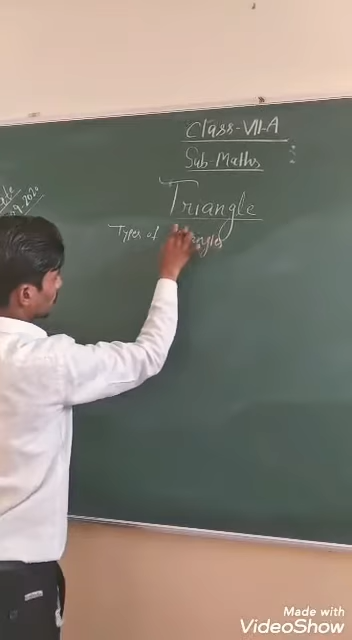 Class-VII-A
Sub-Maths
Triangle
Types of
Made with
VideoShow